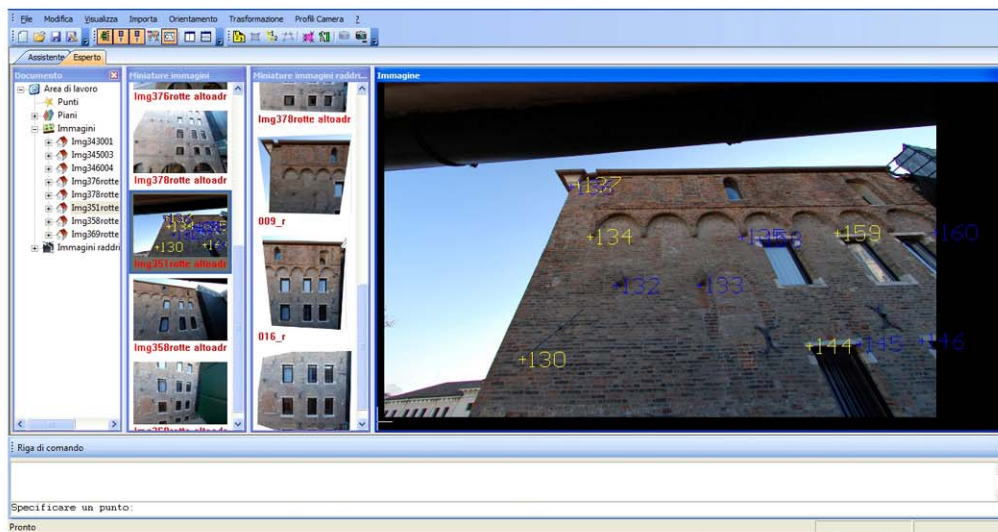 File Modifica Visualizza Importa Orientamento Trasformazione Profili Camera ?
Assistente Esperto
Documento
Area di lavoro
Punti
Piani
Immagini
Img343001
Img345003
Img346004
Img376rotte
Img378rotte
Img351rotte
Img358rotte
Img369rotte
Immagini raddri
Miniature immagini
Img376rotte altoadr
Img378rotte altoadr
+134
+130
Img351rotte altoadr
Img358rotte altoadr
Miniature immagini raddri...
Img378rotte altoadr
009_r
016_r
Immagine
+137
+134
+159
+160
+132
+133
+130
+144
+145
+146
Riga di comando
Specificare un punto:
Pronto